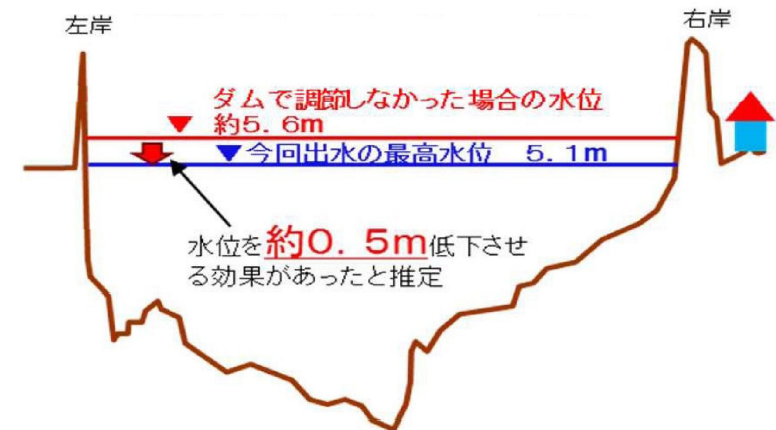 左岸
右岸
ダムで調節しなかった場合の水位
約5.6m
▼今回出水の最高水位 5.1m
水位を約0.5m低下させ
る効果があったと推定